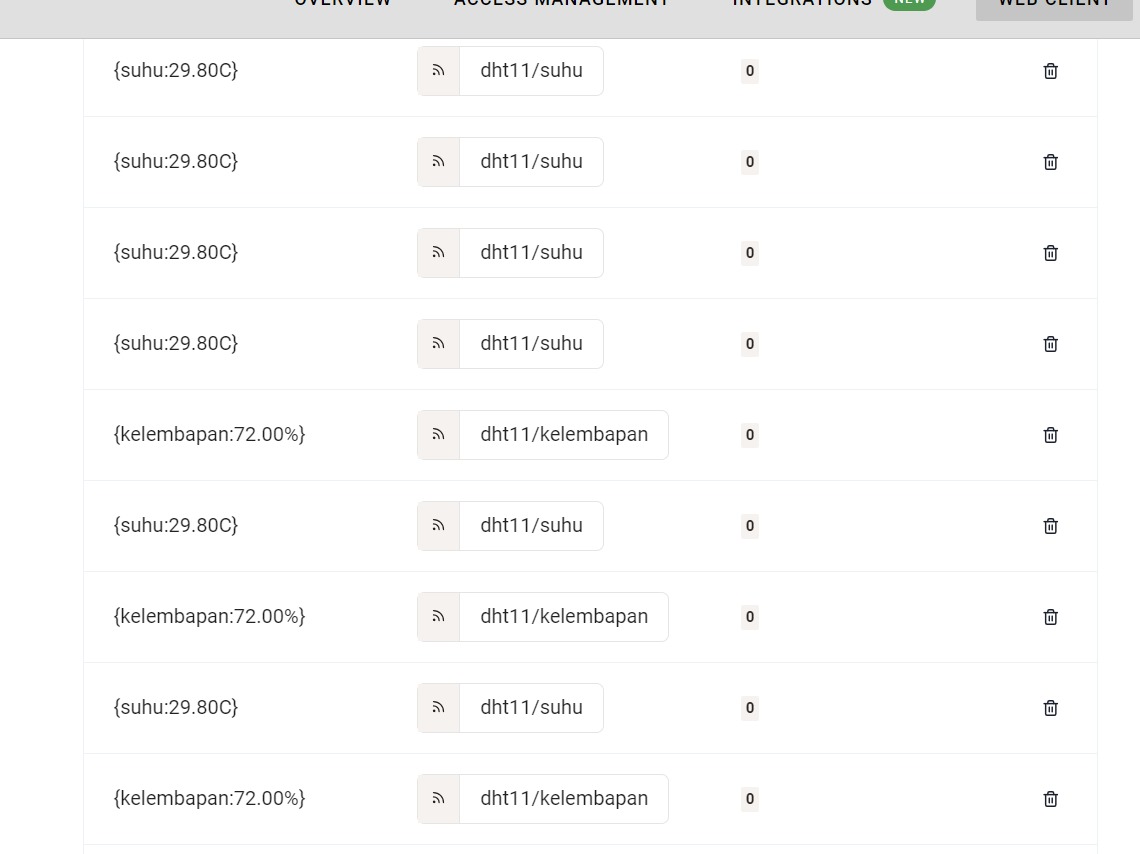 OVERVIEW ACCESS MANAGEMENT INTEGRATIONS NEW WEB CLIENT
{suhu:29.80C} dht11/suhu 0
{suhu:29.80C} dht11/suhu 0
{suhu:29.80C} dht11/suhu 0
{suhu:29.80C} dht11/suhu 0
{kelembapan:72.00%} dht11/kelembapan 0
{suhu:29.80C} dht11/suhu 0
{kelembapan:72.00%} dht11/kelembapan 0
{suhu:29.80C} dht11/suhu 0
{kelembapan:72.00%} dht11/kelembapan 0